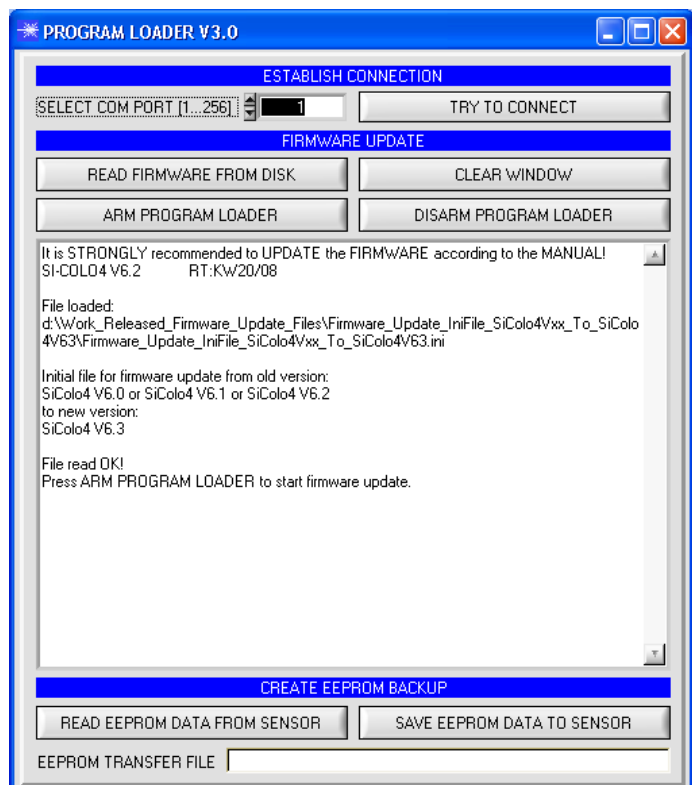 PROGRAM LOADER V3.0
ESTABLISH CONNECTION
SELECT COM PORT [1...256] 1 TRY TO CONNECT
FIRMWARE UPDATE
READ FIRMWARE FROM DISK CLEAR WINDOW
ARM PROGRAM LOADER DISARM PROGRAM LOADER
It is STRONGLY recommended to UPDATE the FIRMWARE according to the MANUAL!
SI-COLO4 V6.2 RT:KW20/08
File loaded:
d:\Work_Released_Firmware_Update_Files\Firmware_Update_IniFile_SiColo4Vxx_To_SiColo
4V63\Firmware_Update_IniFile_SiColo4Vxx_To_SiColo4V63.ini
Initial file for firmware update from old version:
SiColo4 V6.0 or SiColo4 V6.1 or SiColo4 V6.2
to new version:
SiColo4 V6.3
File read OK!
Press ARM PROGRAM LOADER to start firmware update.
CREATE EEPROM BACKUP
READ EEPROM DATA FROM SENSOR SAVE EEPROM DATA TO SENSOR
EEPROM TRANSFER FILE